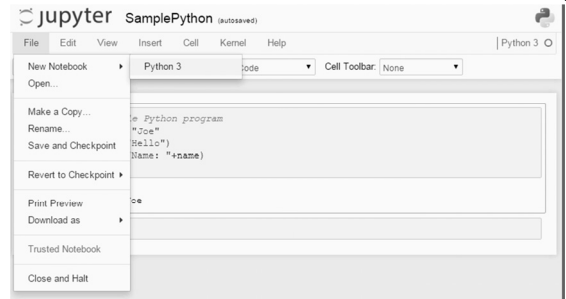 jupyter SamplePython (autosaved)
File Edit View Insert Cell Kernel Help Python 3
New Notebook Python 3 Code Cell Toolbar: None
Open...
Make a Copy...
Rename...
Save and Checkpoint
Revert to Checkpoint
Print Preview
Download as
Trusted Notebook
Close and Halt
Python program
"Joe"
Hello")
Name: "+name)